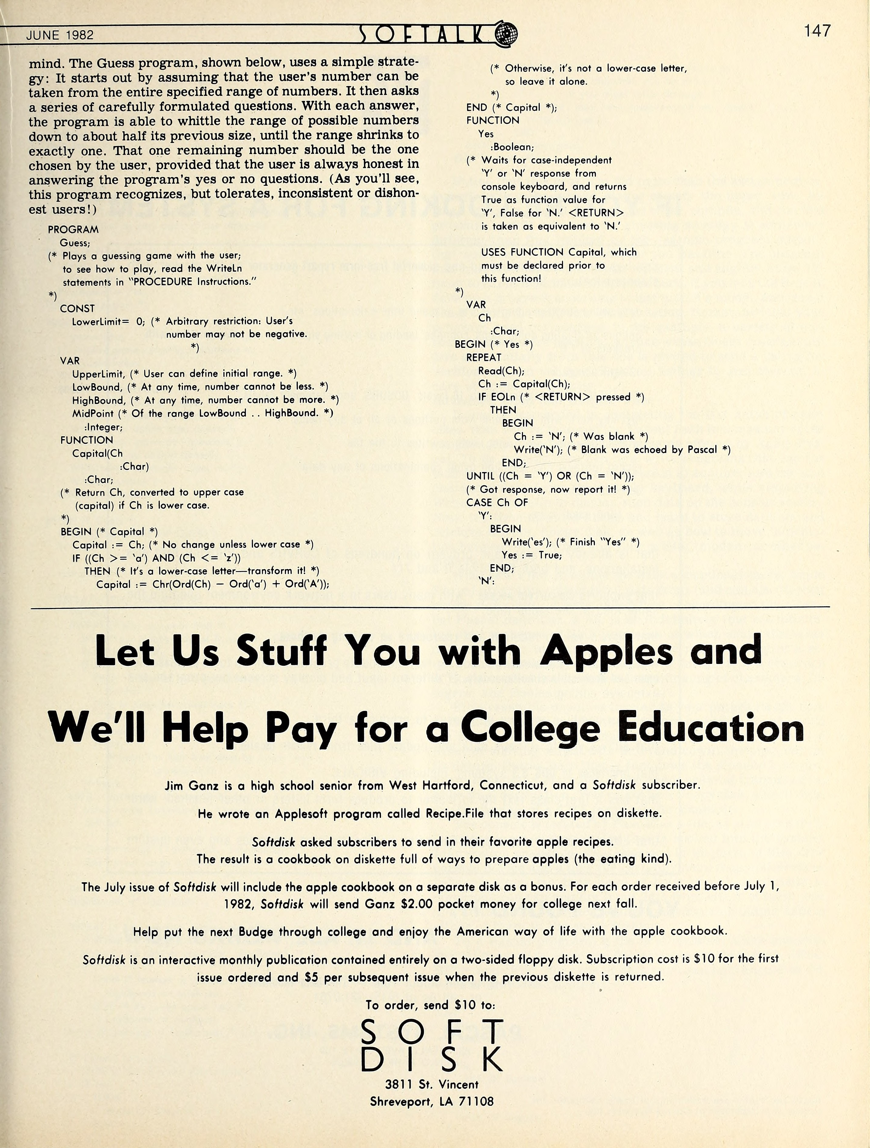 JUNE 1982
SOFTALK
147
mind. The Guess program, shown below, uses a simple strate-
gy: It starts out by assuming that the user's number can be
taken from the entire specified range of numbers. It then asks
a series of carefully formulated questions. With each answer,
the program is able to whittle the range of possible numbers
down to about half its previous size, until the range shrinks to
exactly one. That one remaining number should be the one
chosen by the user, provided that the user is always honest in
answering the program's yes or no questions. (As you'll see,
this program recognizes, but tolerates, inconsistent or dishon-
est users!)
PROGRAM
Guess;
(* Plays a guessing game with the user;
to see how to play, read the WriteLn
statements in "PROCEDURE Instructions."
*)
CONST
LowerLimit= 0; (* Arbitrary restriction: User's
number may not be negative.
*)
VAR
UpperLimit, (* User can define initial range. *)
LowBound, (* At any time, number cannot be less. *)
HighBound, (* At any time, number cannot be more. *)
MidPoint (* Of the range LowBound . . HighBound. *)
:Integer;
FUNCTION
Capital(Ch
:Char)
:Char;
(* Return Ch, converted to upper case
(capital) if Ch is lower case.
*)
BEGIN (* Capital *)
Capital := Ch; (* No change unless lower case *)
IF ((Ch >= 'a') AND (Ch <= 'z'))
THEN (* It's a lower-case letter—transform it! *)
Capital := Chr(Ord(Ch) − Ord('a') + Ord('A'));
(* Otherwise, it's not a lower-case letter,
so leave it alone.
*)
END (* Capital *);
FUNCTION
Yes
:Boolean;
(* Waits for case-independent
'Y' or 'N' response from
console keyboard, and returns
True as function value for
'Y', False for 'N.' <RETURN>
is taken as equivalent to 'N.'
USES FUNCTION Capital, which
must be declared prior to
this function!
*)
VAR
Ch
:Char;
BEGIN (* Yes *)
REPEAT
Read(Ch);
Ch := Capital(Ch);
IF EOLn (* <RETURN> pressed *)
THEN
BEGIN
Ch := 'N'; (* Was blank *)
Write('N'); (* Blank was echoed by Pascal *)
END;
UNTIL ((Ch = 'Y') OR (Ch = 'N'));
(* Got response, now report it! *)
CASE Ch OF
'Y':
BEGIN
Write('es'); (* Finish "Yes" *)
Yes := True;
END;
'N':
Let Us Stuff You with Apples and
We'll Help Pay for a College Education
Jim Ganz is a high school senior from West Hartford, Connecticut, and a Softdisk subscriber.
He wrote an Applesoft program called Recipe.File that stores recipes on diskette.
Softdisk asked subscribers to send in their favorite apple recipes.
The result is a cookbook on diskette full of ways to prepare apples (the eating kind).
The July issue of Softdisk will include the apple cookbook on a separate disk as a bonus. For each order received before July 1,
1982, Softdisk will send Ganz $2.00 pocket money for college next fall.
Help put the next Budge through college and enjoy the American way of life with the apple cookbook.
Softdisk is an interactive monthly publication contained entirely on a two-sided floppy disk. Subscription cost is $10 for the first
issue ordered and $5 per subsequent issue when the previous diskette is returned.
To order, send $10 to:
SOFT
DISK
3811 St. Vincent
Shreveport, LA 71108